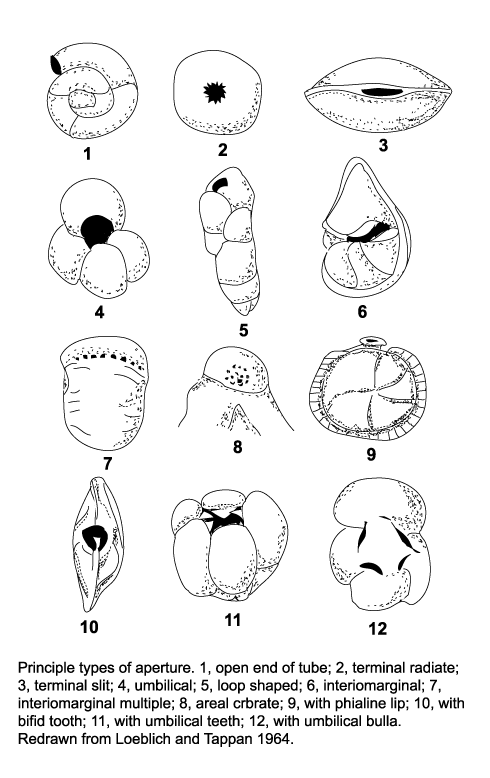 1
2
3
4
5
6
7
8
9
10
11
12
Principle types of aperture. 1, open end of tube; 2, terminal radiate;
3, terminal slit; 4, umbilical; 5, loop shaped; 6, interiomarginal; 7,
interiomarginal multiple; 8, areal crbrate; 9, with phialine lip; 10, with
bifid tooth; 11, with umbilical teeth; 12, with umbilical bulla.
Redrawn from Loeblich and Tappan 1964.